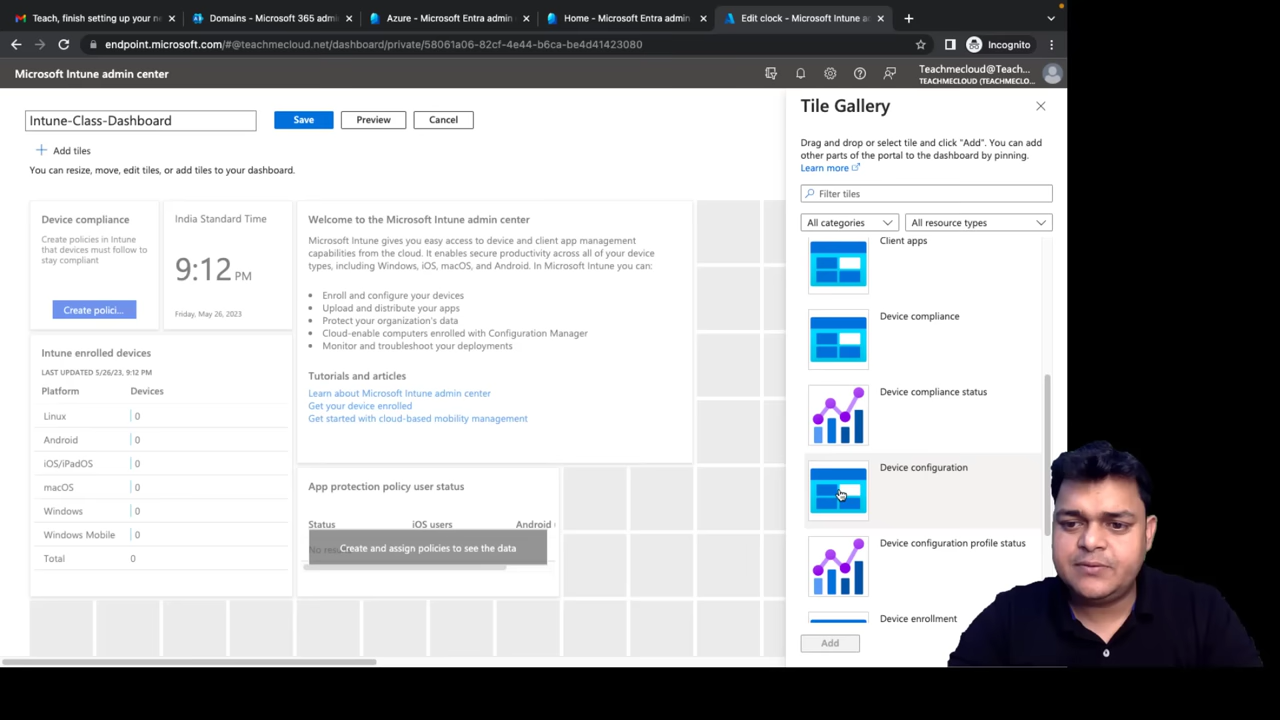 Teach, finish setting up your ne
Domains - Microsoft 365 admi
Azure - Microsoft Entra admin
Home - Microsoft Entra admin
Edit clock - Microsoft Intune a
endpoint.microsoft.com/#@teachmecloud.net/dashboard/private/58061a06-82cf-4e44-b6ca-be4d41423080
Incognito
Microsoft Intune admin center
Teachmecloud@Teach...
TEACHMECLOUD (TEACHMECLO...
Intune-Class-Dashboard
Save
Preview
Cancel
Add tiles
You can resize, move, edit tiles, or add tiles to your dashboard.
Device compliance
Create policies in Intune
that devices must follow to
stay compliant
Create polici...
India Standard Time
9:12 PM
Friday, May 26, 2023
Welcome to the Microsoft Intune admin center
Microsoft Intune gives you easy access to device and client app management
capabilities from the cloud. It enables secure productivity across all of your device
types, including Windows, iOS, macOS, and Android. In Microsoft Intune you can:
• Enroll and configure your devices
• Upload and distribute your apps
• Protect your organization's data
• Cloud-enable computers enrolled with Configuration Manager
• Monitor and troubleshoot your deployments
Tutorials and articles
Learn about Microsoft Intune admin center
Get your device enrolled
Get started with cloud-based mobility management
Intune enrolled devices
LAST UPDATED 5/26/23, 9:12 PM
Platform Devices
Linux 0
Android 0
iOS/iPadOS 0
macOS 0
Windows 0
Windows Mobile 0
Total 0
App protection policy user status
Status iOS users Android
Create and assign policies to see the data
Tile Gallery
Drag and drop or select tile and click "Add". You can add
other parts of the portal to the dashboard by pinning.
Learn more
Filter tiles
All categories
All resource types
Client apps
Device compliance
Device compliance status
Device configuration
Device configuration profile status
Device enrollment
Add